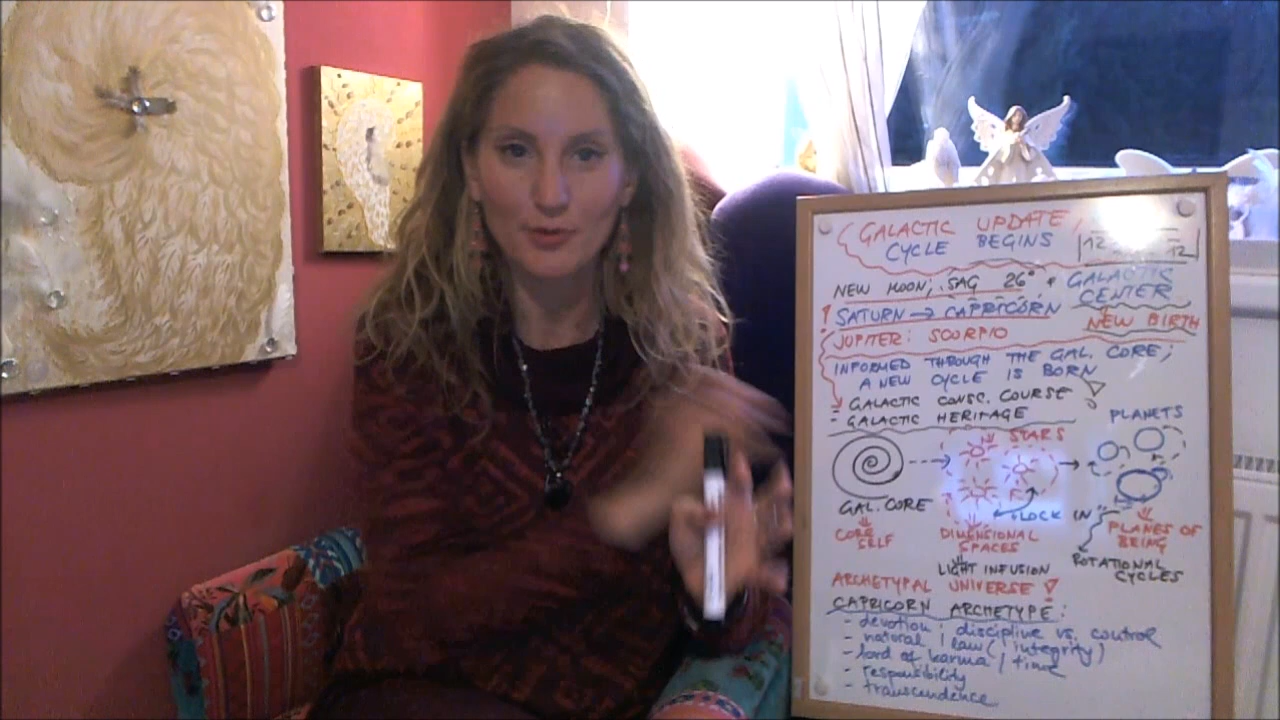 GALACTIC UPDATE
CYCLE BEGINS
12 12
NEW MOON; SAG 26° + GALACTIC CENTER
! SATURN → CAPRICORN
NEW BIRTH
JUPITER: SCORPIO
INFORMED THROUGH THE GAL. CORE;
A NEW CYCLE IS BORN
- GALACTIC CONSC. COURSE
- GALACTIC HERITAGE
PLANETS
STARS
GAL. CORE
LOCK IN
CORE SELF
DIMENSIONAL
SPACES
PLANES OF
BEING
LIGHT INFUSION
ROTATIONAL
CYCLES
ARCHETYPAL UNIVERSE
CAPRICORN ARCHETYPE:
- devotion / discipline vs. control
- natural law (integrity)
- lord of karma / time
- responsibility
- transcendence